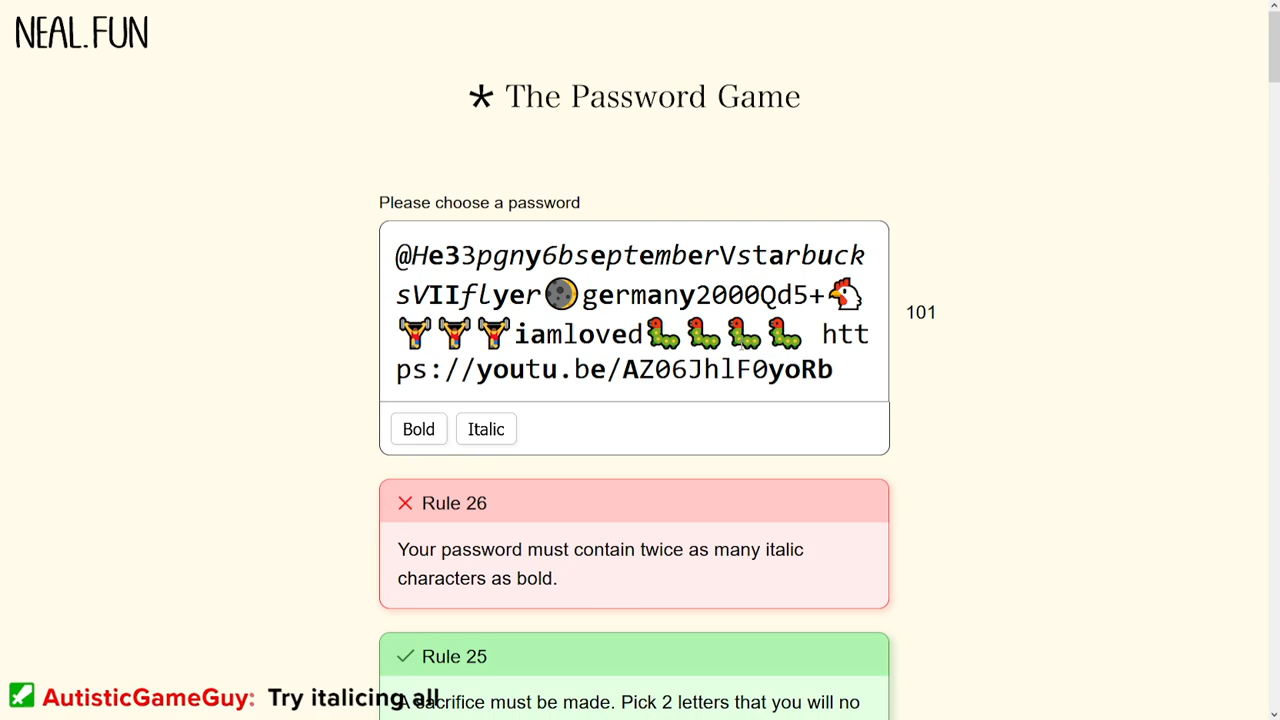 NEAL.FUN
* The Password Game
Please choose a password
@He33pgny6bseptemberVstarbuck
sVIIflyer🌒germany2000Qd5+🐔
🏋️🏋️🏋️iamloved🐛🐛🐛🐛 htt
ps://youtu.be/AZ06JhlF0yoRb
101
Bold Italic
Rule 26
Your password must contain twice as many italic
characters as bold.
Rule 25
A sacrifice must be made. Pick 2 letters that you will no
AutisticGameGuy: Try italicing all